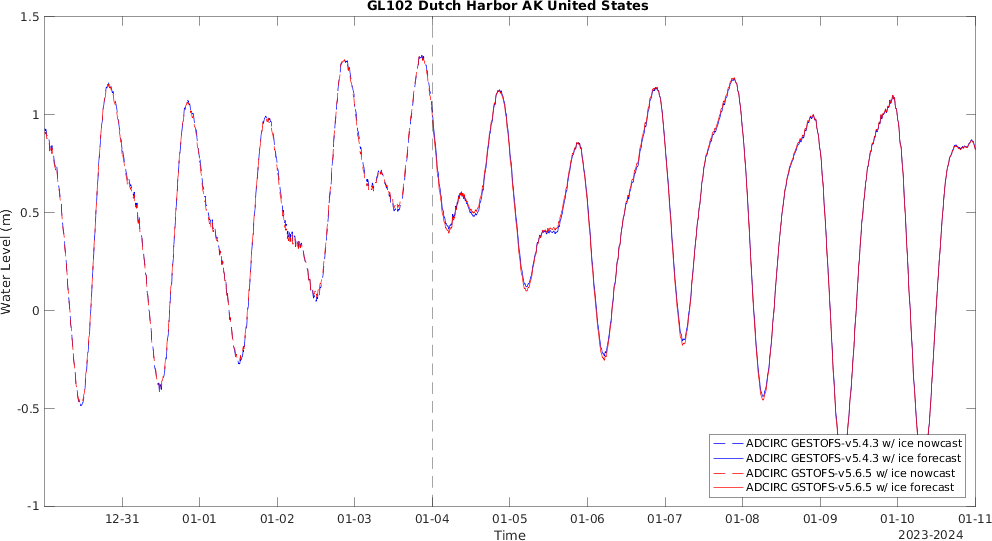 GL102 Dutch Harbor AK United States
1.5
1
0.5
0
-0.5
-1
Water Level (m)
ADCIRC GESTOFS-v5.4.3 w/ ice nowcast
ADCIRC GESTOFS-v5.4.3 w/ ice forecast
ADCIRC GSTOFS-v5.6.5 w/ ice nowcast
ADCIRC GSTOFS-v5.6.5 w/ ice forecast
12-31 01-01 01-02 01-03 01-04 01-05 01-06 01-07 01-08 01-09 01-10 01-11
Time
2023-2024